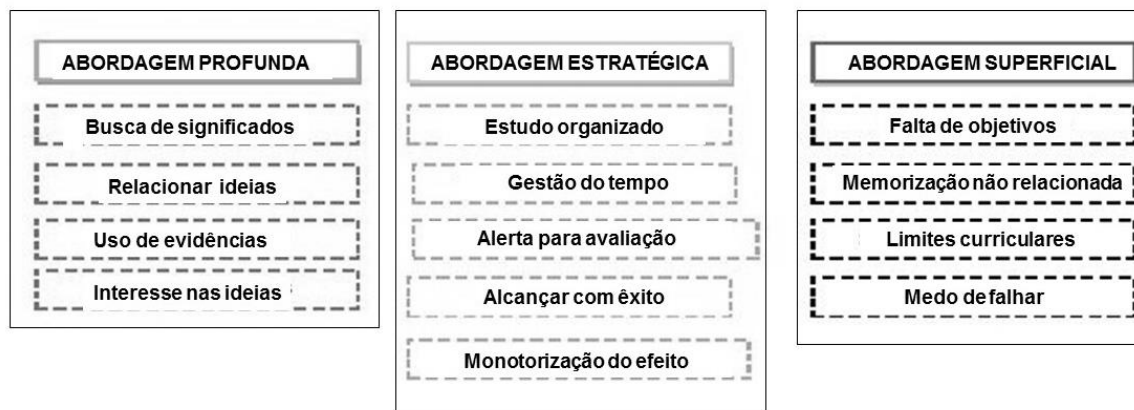 ABORDAGEM PROFUNDA
Busca de significados
Relacionar ideias
Uso de evidências
Interesse nas ideias
ABORDAGEM ESTRATÉGICA
Estudo organizado
Gestão do tempo
Alerta para avaliação
Alcançar com êxito
Monotorização do efeito
ABORDAGEM SUPERFICIAL
Falta de objetivos
Memorização não relacionada
Limites curriculares
Medo de falhar